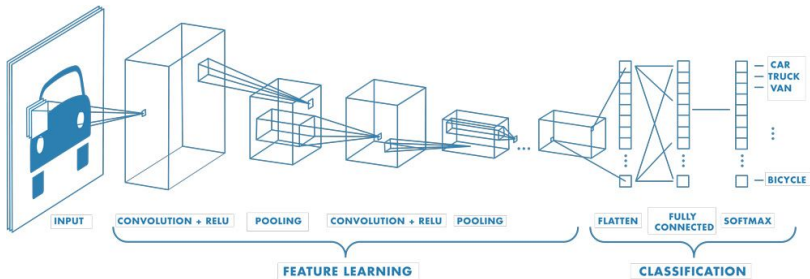 CAR
TRUCK
VAN
BICYCLE
INPUT
CONVOLUTION + RELU
POOLING
CONVOLUTION + RELU
POOLING
FLATTEN
FULLY
CONNECTED
SOFTMAX
FEATURE LEARNING
CLASSIFICATION